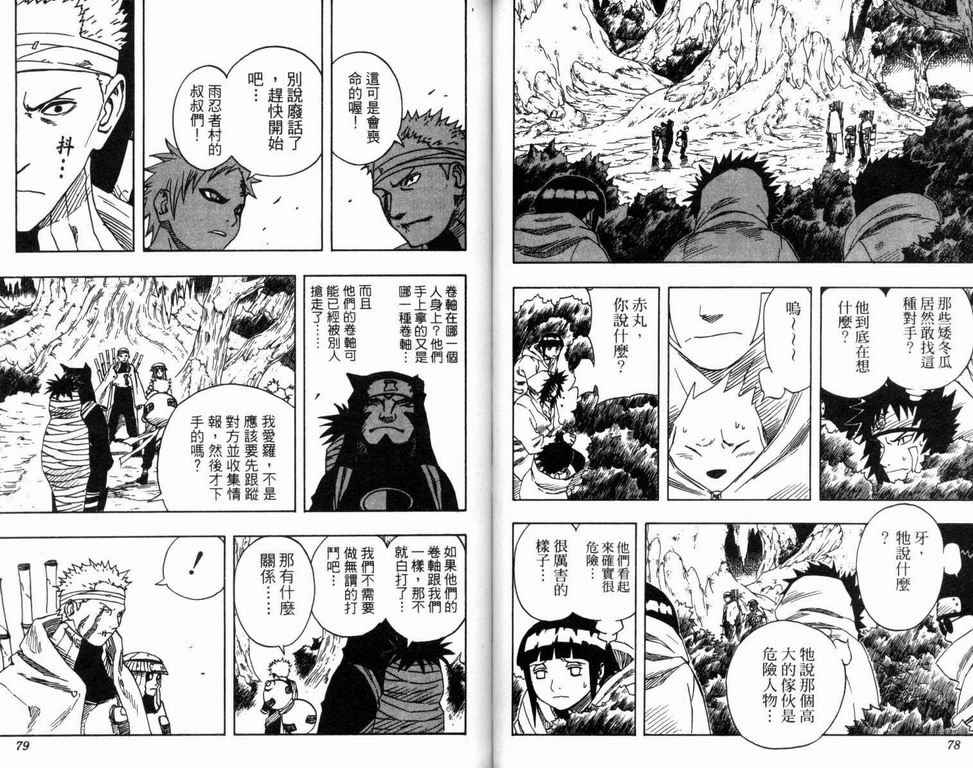 那些矮冬瓜
居然敢找這
種對手？
他到底在想
什麼？
嗚～～
赤丸，
你說什麼？
牙，
牠說什麼
？
牠說那個高
大的傢伙是
危險人物…
他們看起
來確實很
危險…
很厲害的
樣子…
78
這可是會喪
命的喔！
別說廢話了
，趕快開始
吧…
雨忍者村的
叔叔們！
抖…
卷軸在哪一個
人身上？他們
手上拿的又是
哪一種卷軸…
而且
他們的卷軸可
能已經被別人
搶走了……
我愛羅，不是
應該要先跟蹤
對方並收集情
報，然後才下
手的嗎？
如果他們的
卷軸跟我們
一樣，那不
就白打了…
我們不需要
做無謂的打
鬥吧…
那有什麼
關係……
！
79